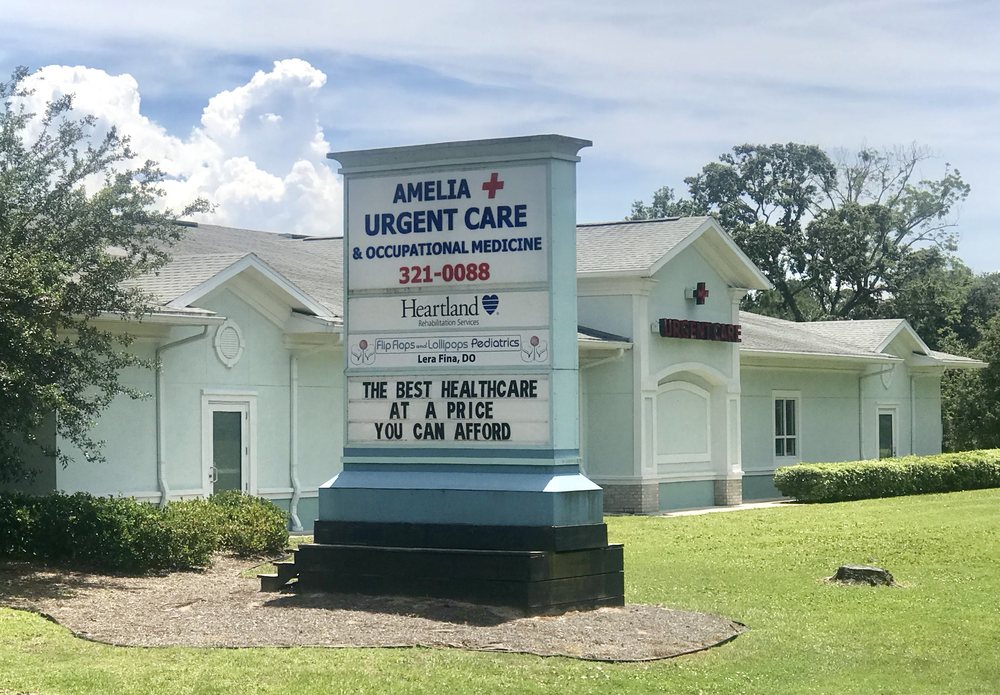 AMELIA
URGENT CARE
& OCCUPATIONAL MEDICINE
321-0088
Heartland
Rehabilitation Services
Flip Flops and Lollipops Pediatrics
Lera Fina, DO
THE BEST HEALTHCARE
AT A PRICE
YOU CAN AFFORD
URGENT CARE